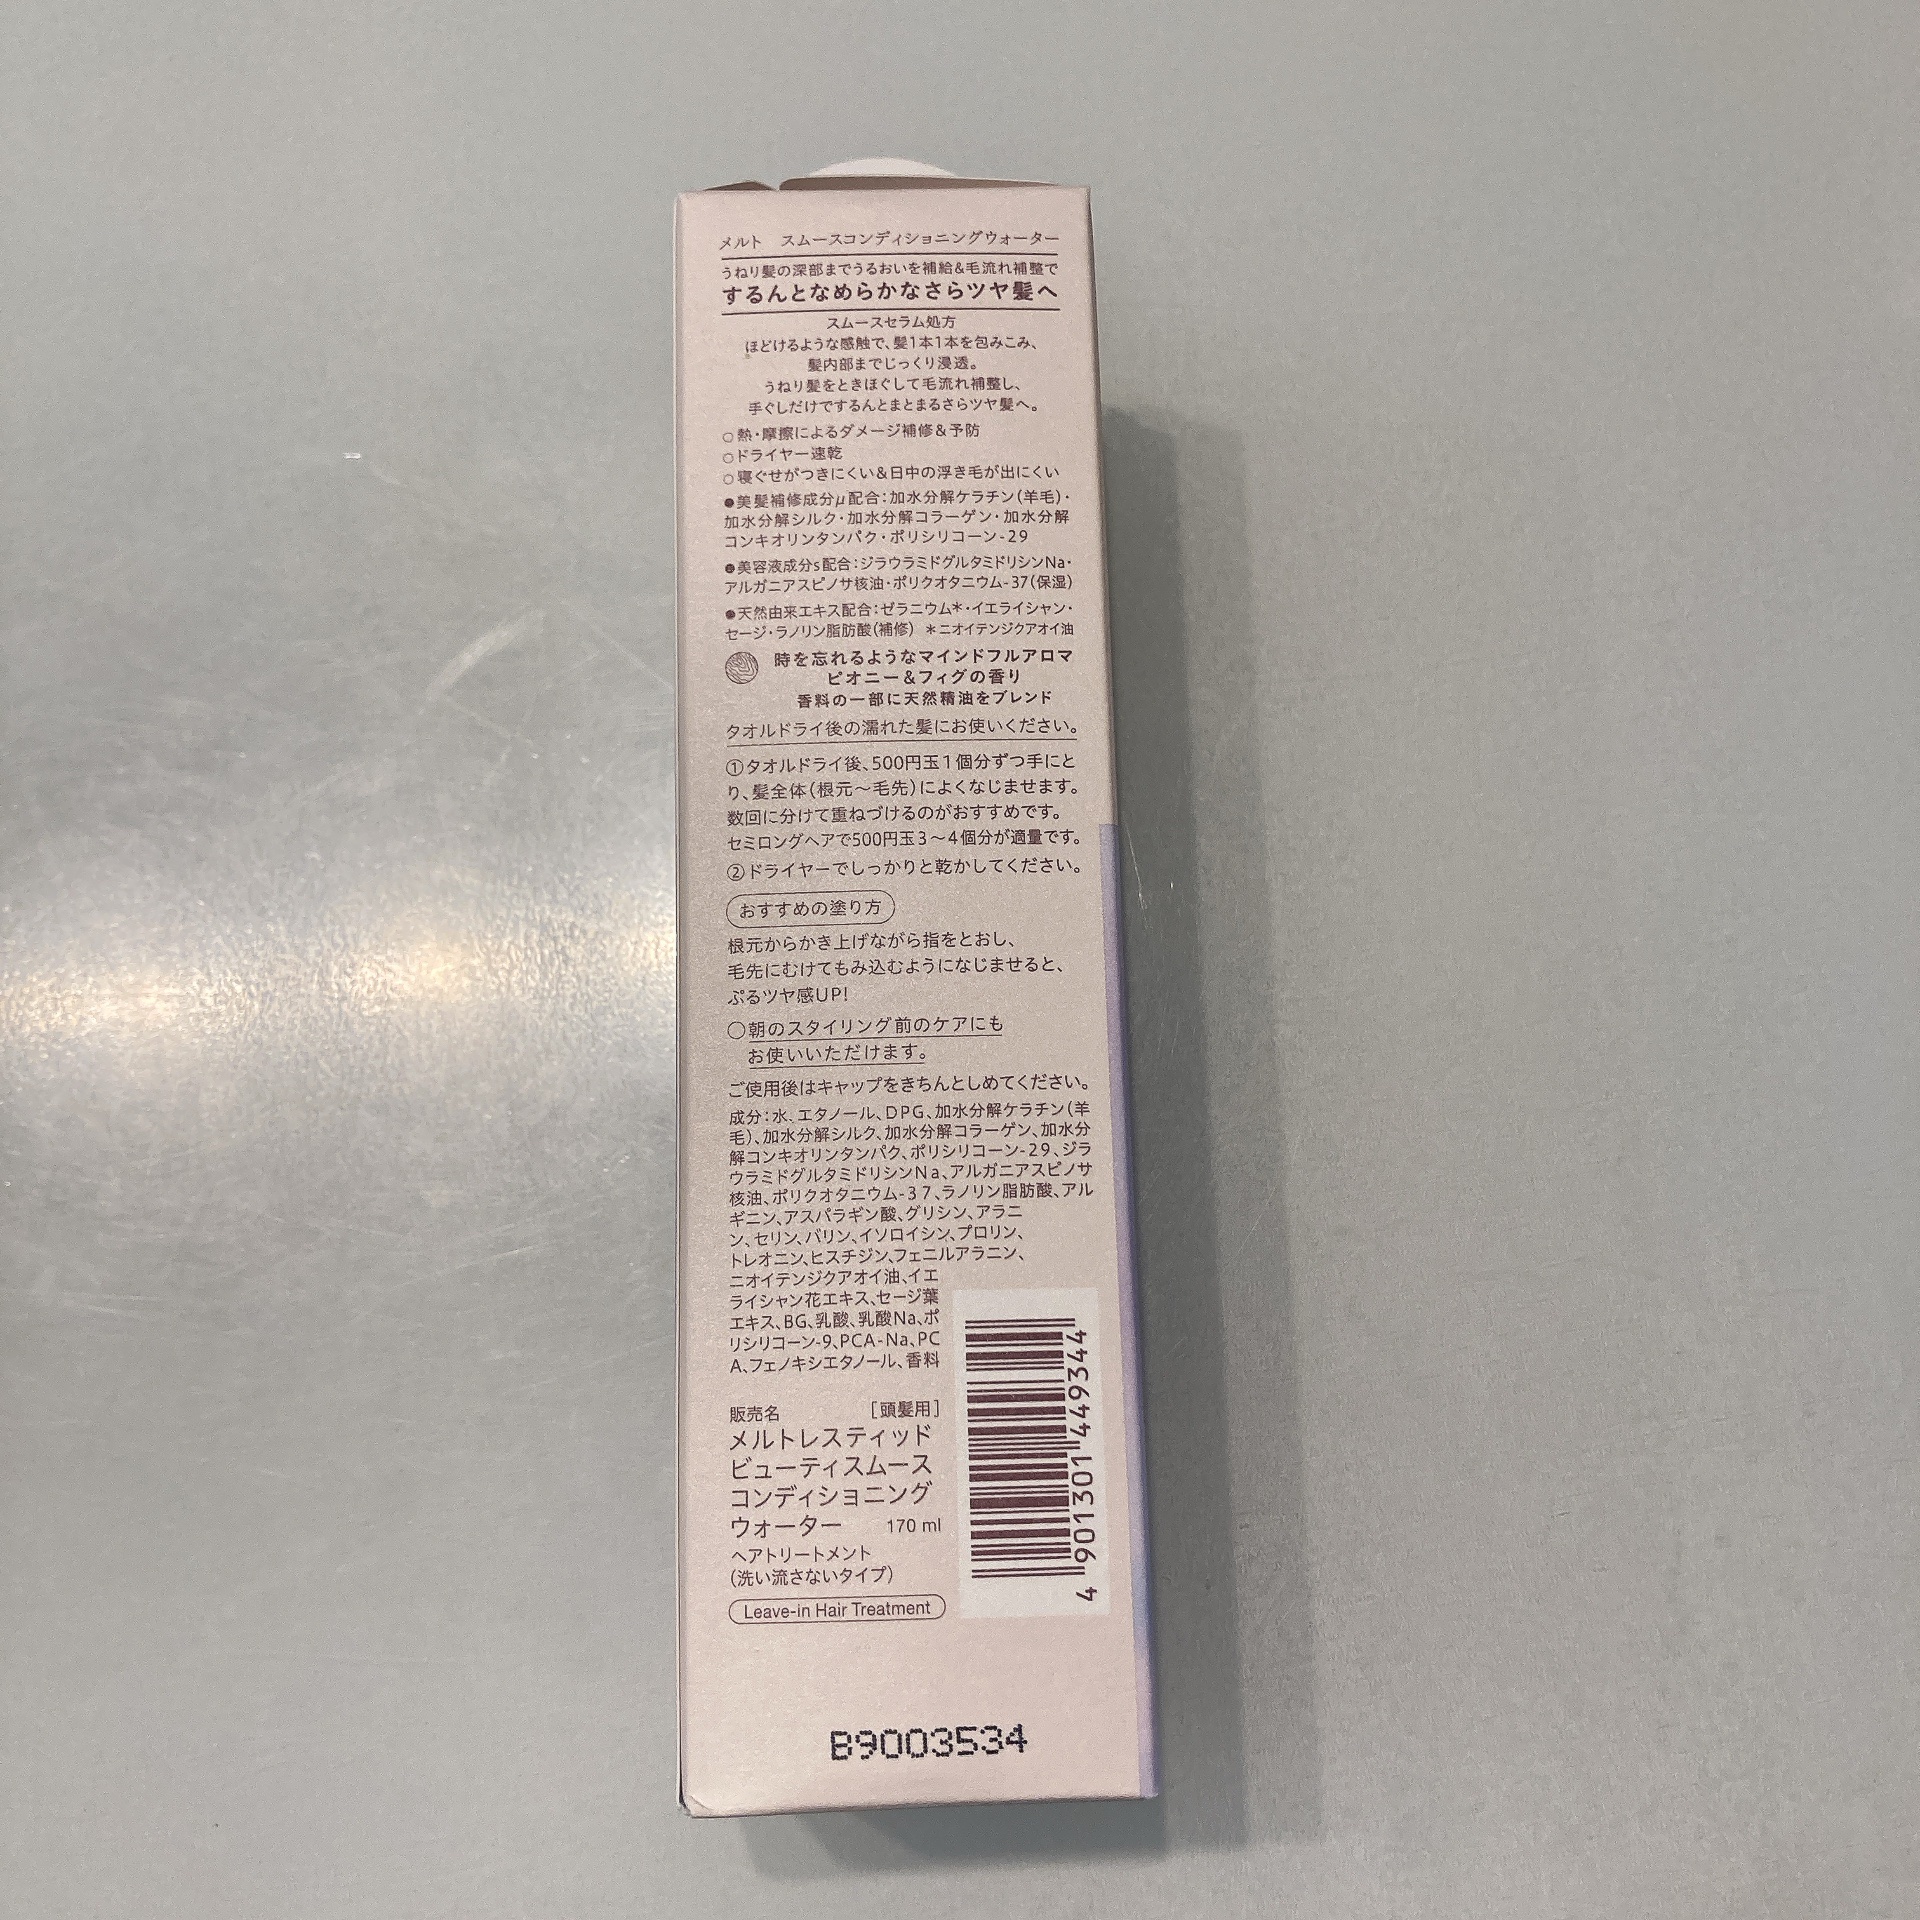 メルト　スムースコンディショニングウォーター
うねり髪の深部までうるおいを補給&毛流れ補整で
するんとなめらかなさらツヤ髪へ
スムースセラム処方
ほどけるような感触で、髪1本1本を包みこみ、
髪内部までじっくり浸透。
うねり髪をときほぐして毛流れ補整し、
手ぐしだけでするんとまとまるさらツヤ髪へ。
○熱・摩擦によるダメージ補修&予防
○ドライヤー速乾
○寝ぐせがつきにくい&日中の浮き毛が出にくい
●美髪補修成分μ配合:加水分解ケラチン(羊毛)・
加水分解シルク・加水分解コラーゲン・加水分解
コンキオリンタンパク・ポリシリコーン-29
●美容液成分s配合:ジラウラミドグルタミドリシンNa・
アルガニアスピノサ核油・ポリクオタニウム-37(保湿)
●天然由来エキス配合:ゼラニウム*・イエライシャン・
セージ・ラノリン脂肪酸(補修) *ニオイテンジクアオイ油
時を忘れるようなマインドフルアロマ
ピオニー&フィグの香り
香料の一部に天然精油をブレンド
タオルドライ後の濡れた髪にお使いください。
①タオルドライ後、500円玉1個分ずつ手にと
り、髪全体(根元〜毛先)によくなじませます。
数回に分けて重ねづけるのがおすすめです。
セミロングヘアで500円玉3〜4個分が適量です。
②ドライヤーでしっかりと乾かしてください。
おすすめの塗り方
根元からかき上げながら指をとおし、
毛先にむけてもみ込むようになじませると、
ぷるツヤ感UP!
○朝のスタイリング前のケアにも
お使いいただけます。
ご使用後はキャップをきちんとしめてください。
成分:水、エタノール、DPG、加水分解ケラチン(羊
毛)、加水分解シルク、加水分解コラーゲン、加水分
解コンキオリンタンパク、ポリシリコーン-29、ジラ
ウラミドグルタミドリシンNa、アルガニアスピノサ
核油、ポリクオタニウム-37、ラノリン脂肪酸、アル
ギニン、アスパラギン酸、グリシン、アラニ
ン、セリン、バリン、イソロイシン、プロリン、
トレオニン、ヒスチジン、フェニルアラニン、
ニオイテンジクアオイ油、イエ
ライシャン花エキス、セージ葉
エキス、BG、乳酸、乳酸Na、ポ
リシリコーン-9、PCA-Na、PC
A、フェノキシエタノール、香料
販売名 [頭髪用]
メルトレスティッド
ビューティスムース
コンディショニング
ウォーター 170 ml
ヘアトリートメント
(洗い流さないタイプ)
Leave-in Hair Treatment
4 901301 449344
B9003534